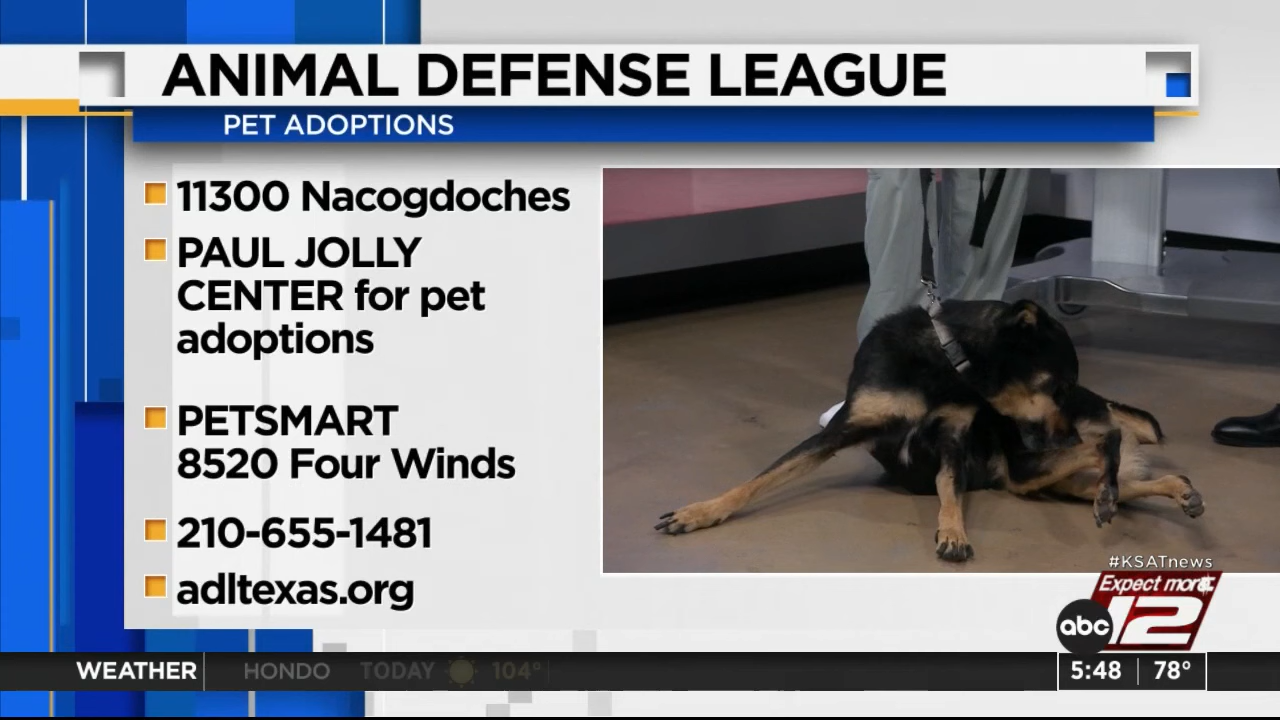 ANIMAL DEFENSE LEAGUE
PET ADOPTIONS
11300 Nacogdoches
PAUL JOLLY
CENTER for pet
adoptions
PETSMART
8520 Four Winds
210-655-1481
adltexas.org
#KSATnews
Expect more.
abc 12
WEATHER HONDO TODAY 104°
5:48 78°